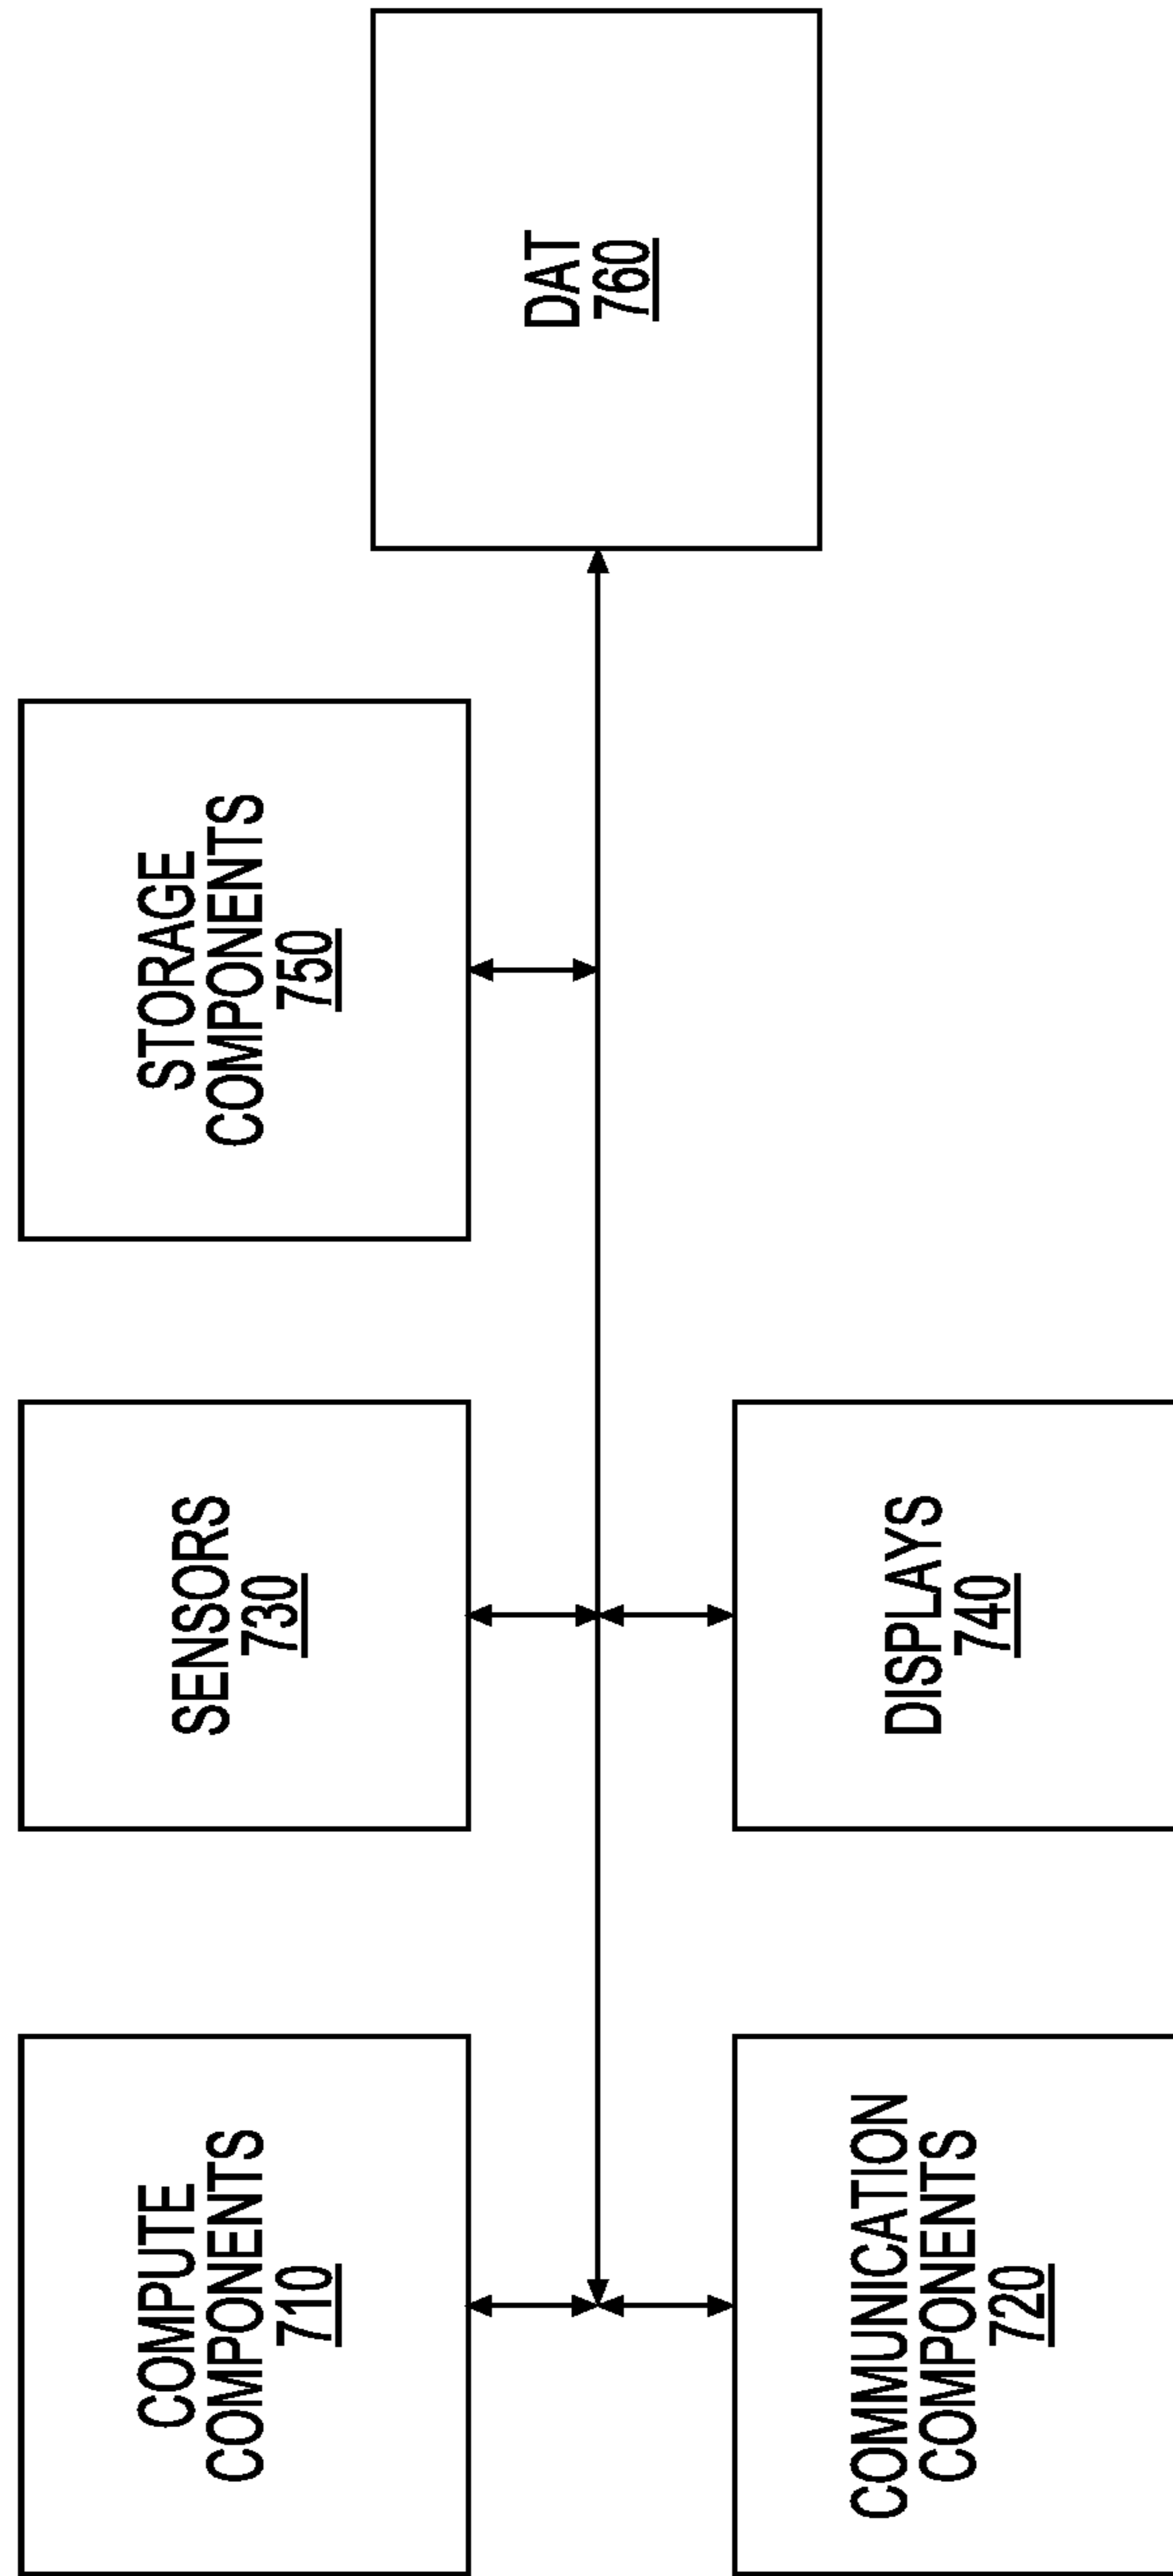 COMPUTE
COMPONENTS
710
SENSORS
730
STORAGE
COMPONENTS
750
DAT
760
COMMUNICATION
COMPONENTS
720
DISPLAYS
740